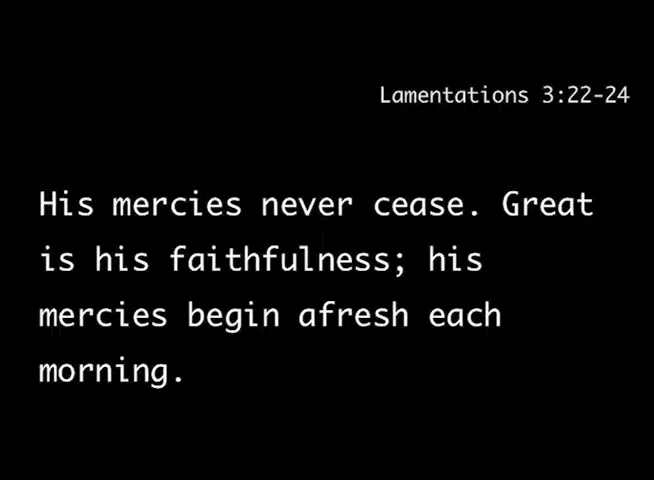 Lamentations 3:22-24
His mercies never cease. Great
is his faithfulness; his
mercies begin afresh each
morning.